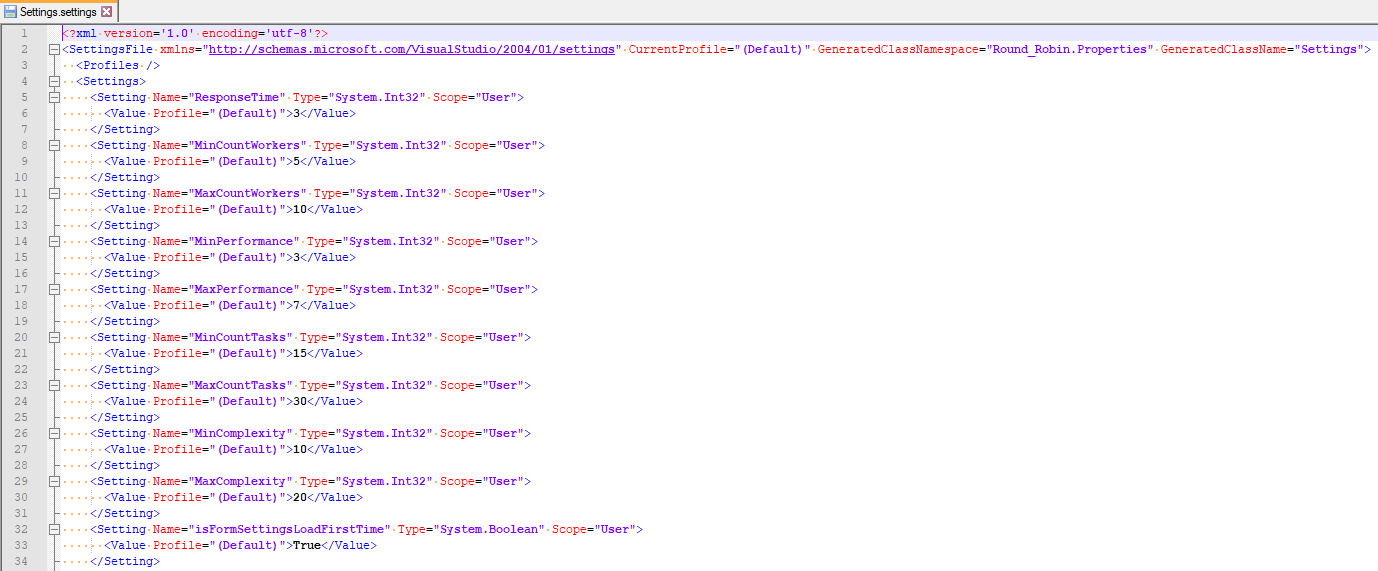 Settings.settings
1 <?xml version='1.0' encoding='utf-8'?>
2 <SettingsFile xmlns="http://schemas.microsoft.com/VisualStudio/2004/01/settings" CurrentProfile="(Default)" GeneratedClassNamespace="Round_Robin.Properties" GeneratedClassName="Settings">
3   <Profiles />
4   <Settings>
5     <Setting Name="ResponseTime" Type="System.Int32" Scope="User">
6       <Value Profile="(Default)">3</Value>
7     </Setting>
8     <Setting Name="MinCountWorkers" Type="System.Int32" Scope="User">
9       <Value Profile="(Default)">5</Value>
10     </Setting>
11     <Setting Name="MaxCountWorkers" Type="System.Int32" Scope="User">
12       <Value Profile="(Default)">10</Value>
13     </Setting>
14     <Setting Name="MinPerformance" Type="System.Int32" Scope="User">
15       <Value Profile="(Default)">3</Value>
16     </Setting>
17     <Setting Name="MaxPerformance" Type="System.Int32" Scope="User">
18       <Value Profile="(Default)">7</Value>
19     </Setting>
20     <Setting Name="MinCountTasks" Type="System.Int32" Scope="User">
21       <Value Profile="(Default)">15</Value>
22     </Setting>
23     <Setting Name="MaxCountTasks" Type="System.Int32" Scope="User">
24       <Value Profile="(Default)">30</Value>
25     </Setting>
26     <Setting Name="MinComplexity" Type="System.Int32" Scope="User">
27       <Value Profile="(Default)">10</Value>
28     </Setting>
29     <Setting Name="MaxComplexity" Type="System.Int32" Scope="User">
30       <Value Profile="(Default)">20</Value>
31     </Setting>
32     <Setting Name="isFormSettingsLoadFirstTime" Type="System.Boolean" Scope="User">
33       <Value Profile="(Default)">True</Value>
34     </Setting>